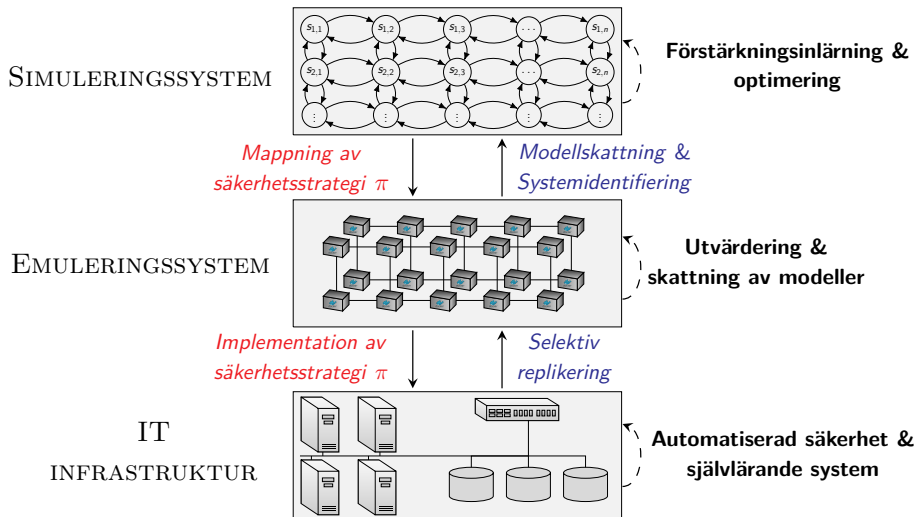 s1,1 s1,2 s1,3 ... s1,n
s2,1 s2,2 s2,3 ... s2,n
⋮ ⋮ ⋮ ⋮ ⋮
SIMULERINGSSYSTEM
Förstärkningsinlärning &
optimering
Mappning av
säkerhetsstrategi π
Modellskattning &
Systemidentifiering
EMULERINGSSYSTEM
Utvärdering &
skattning av modeller
Implementation av
säkerhetsstrategi π
Selektiv
replikering
IT
INFRASTRUKTUR
Automatiserad säkerhet &
självlärande system